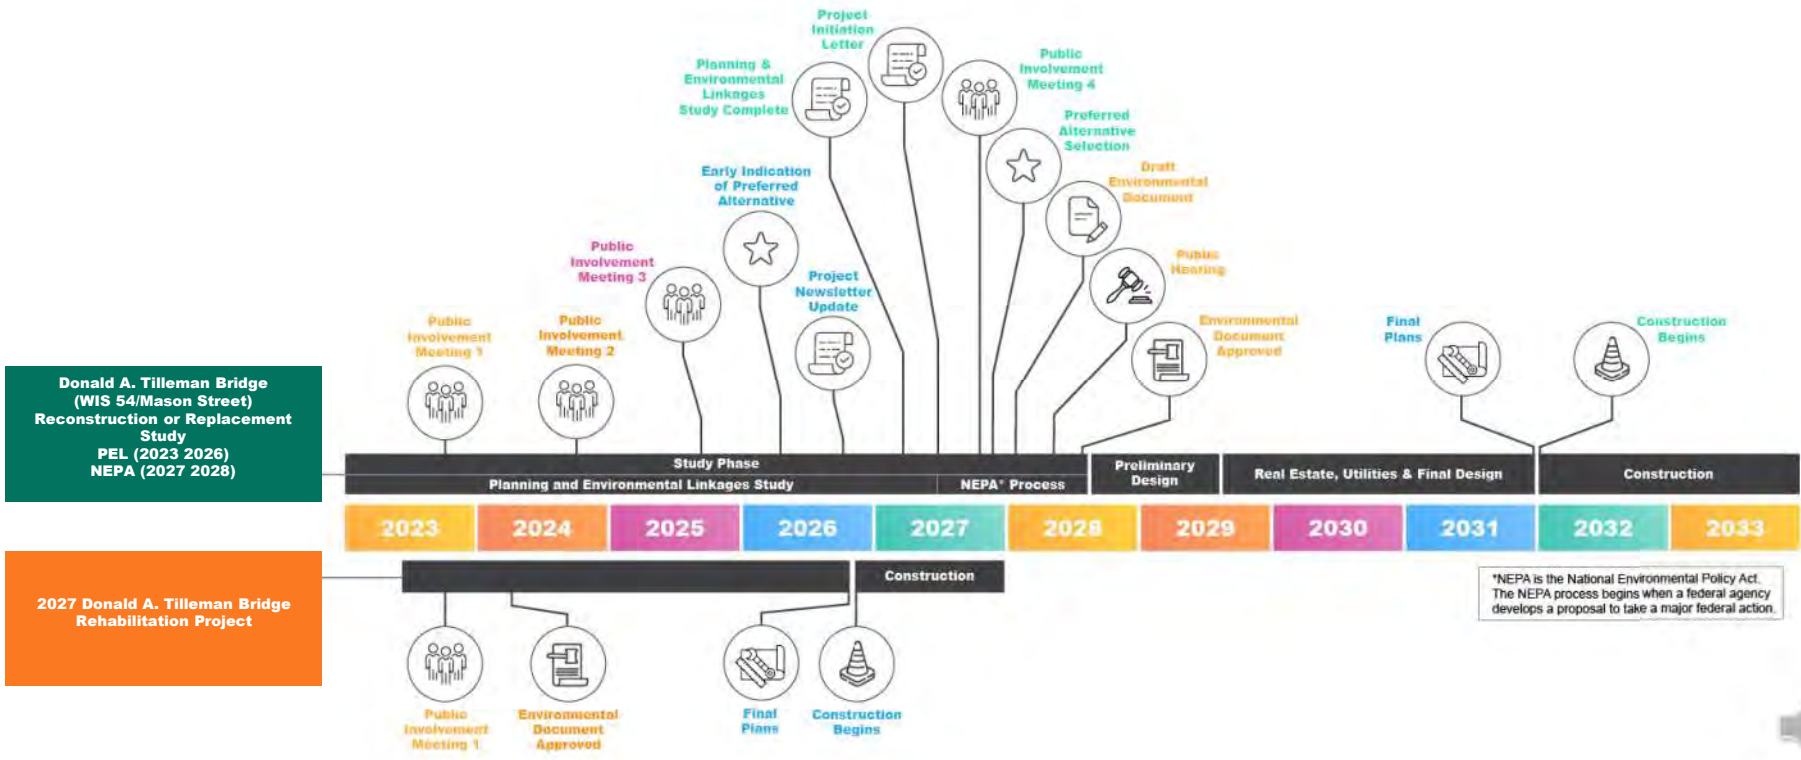 Project
Initiation
Letter
Planning &
Environmental
Linkages
Study Complete
Public
Involvement
Meeting 4
Preferred
Alternative
Selection
Early Indication
of Preferred
Alternative
Draft
Environmental
Document
Public
Involvement
Meeting 3
Project
Newsletter
Update
Public
Hearing
Public
Involvement
Meeting 1
Public
Involvement
Meeting 2
Environmental
Document
Approved
Final
Plans
Construction
Begins
Donald A. Tilleman Bridge
(WIS 54/Mason Street)
Reconstruction or Replacement
Study
PEL (2023 2026)
NEPA (2027 2028)
Study Phase
Planning and Environmental Linkages Study
NEPA* Process
Preliminary
Design
Real Estate, Utilities & Final Design
Construction
2023
2024
2025
2026
2027
2028
2029
2030
2031
2032
2033
2027 Donald A. Tilleman Bridge
Rehabilitation Project
Construction
*NEPA is the National Environmental Policy Act.
The NEPA process begins when a federal agency
develops a proposal to take a major federal action.
Public
Involvement
Meeting 1
Environmental
Document
Approved
Final
Plans
Construction
Begins